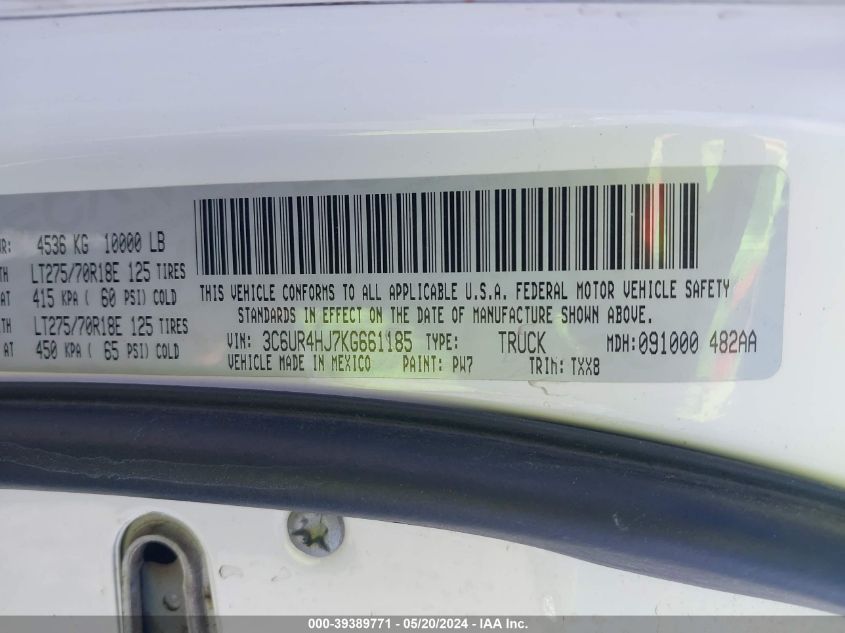 WR: 4536 KG 10000 LB
TH LT275/70R18E 125 TIRES
AT 415 KPA ( 60 PSI) COLD
TH LT275/70R18E 125 TIRES
AT 450 KPA ( 65 PSI) COLD
THIS VEHICLE CONFORMS TO ALL APPLICABLE U.S.A. FEDERAL MOTOR VEHICLE SAFETY
STANDARDS IN EFFECT ON THE DATE OF MANUFACTURE SHOWN ABOVE.
VIN: 3C6UR4HJ7KG661185 TYPE: TRUCK MDH: 091000 482AA
VEHICLE MADE IN MEXICO PAINT: PW7 TRIM: TXX8
000-39389771 - 05/20/2024 - IAA Inc.